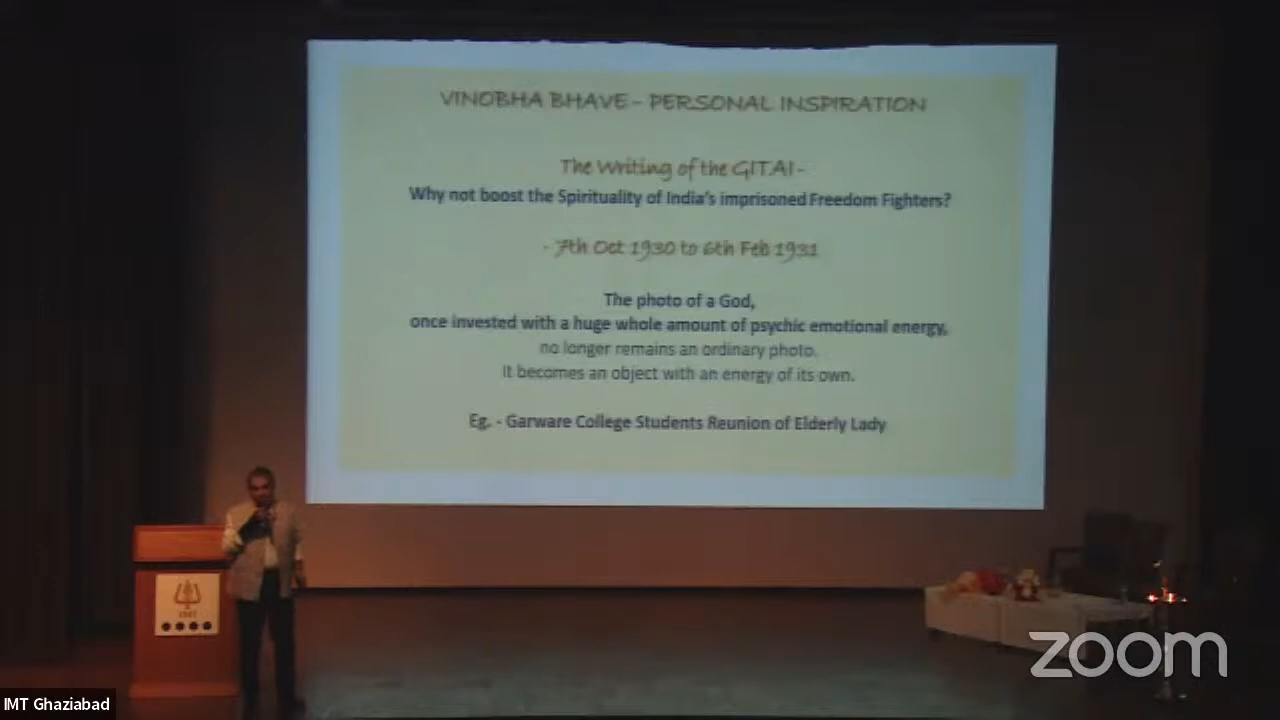 VINOBHA BHAVE - PERSONAL INSPIRATION
The Writing of the GITAI -
Why not boost the Spirituality of India's imprisoned Freedom Fighters?
- 7th Oct 1930 to 6th Feb 1931
The photo of a God,
once invested with a huge whole amount of psychic emotional energy,
no longer remains an ordinary photo.
It becomes an object with an energy of its own.
Eg. - Garware College Students Reunion of Elderly Lady
zoom
IMT Ghaziabad